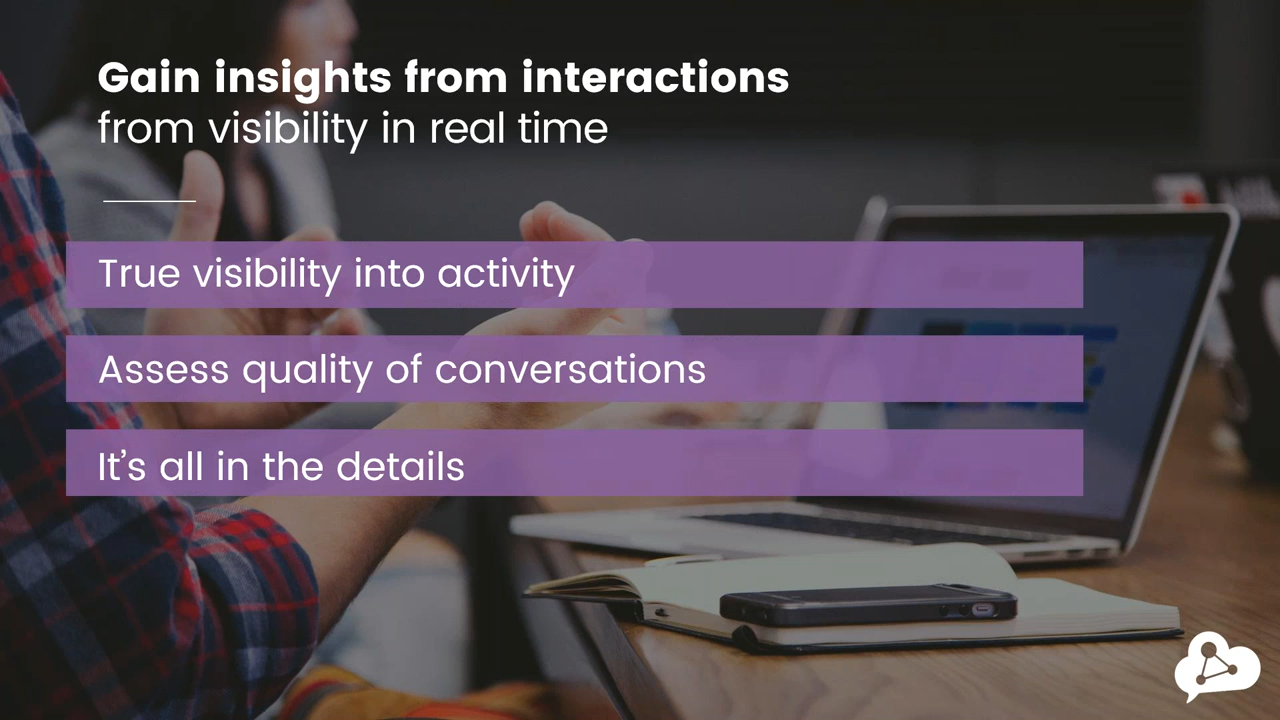 Gain insights from interactions
from visibility in real time
True visibility into activity
Assess quality of conversations
It’s all in the details